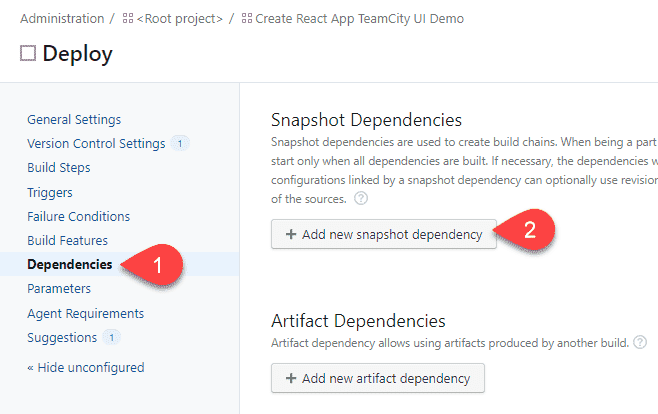 Administration / <Root project> / Create React App TeamCity UI Demo
Deploy
General Settings
Version Control Settings 1
Build Steps
Triggers
Failure Conditions
Build Features
Dependencies
1
Parameters
Agent Requirements
Suggestions 1
« Hide unconfigured
Snapshot Dependencies
Snapshot dependencies are used to create build chains. When being a part
start only when all dependencies are built. If necessary, the dependencies w
configurations linked by a snapshot dependency can optionally use revision
of the sources. ?
+ Add new snapshot dependency
2
Artifact Dependencies
Artifact dependency allows using artifacts produced by another build. ?
+ Add new artifact dependency